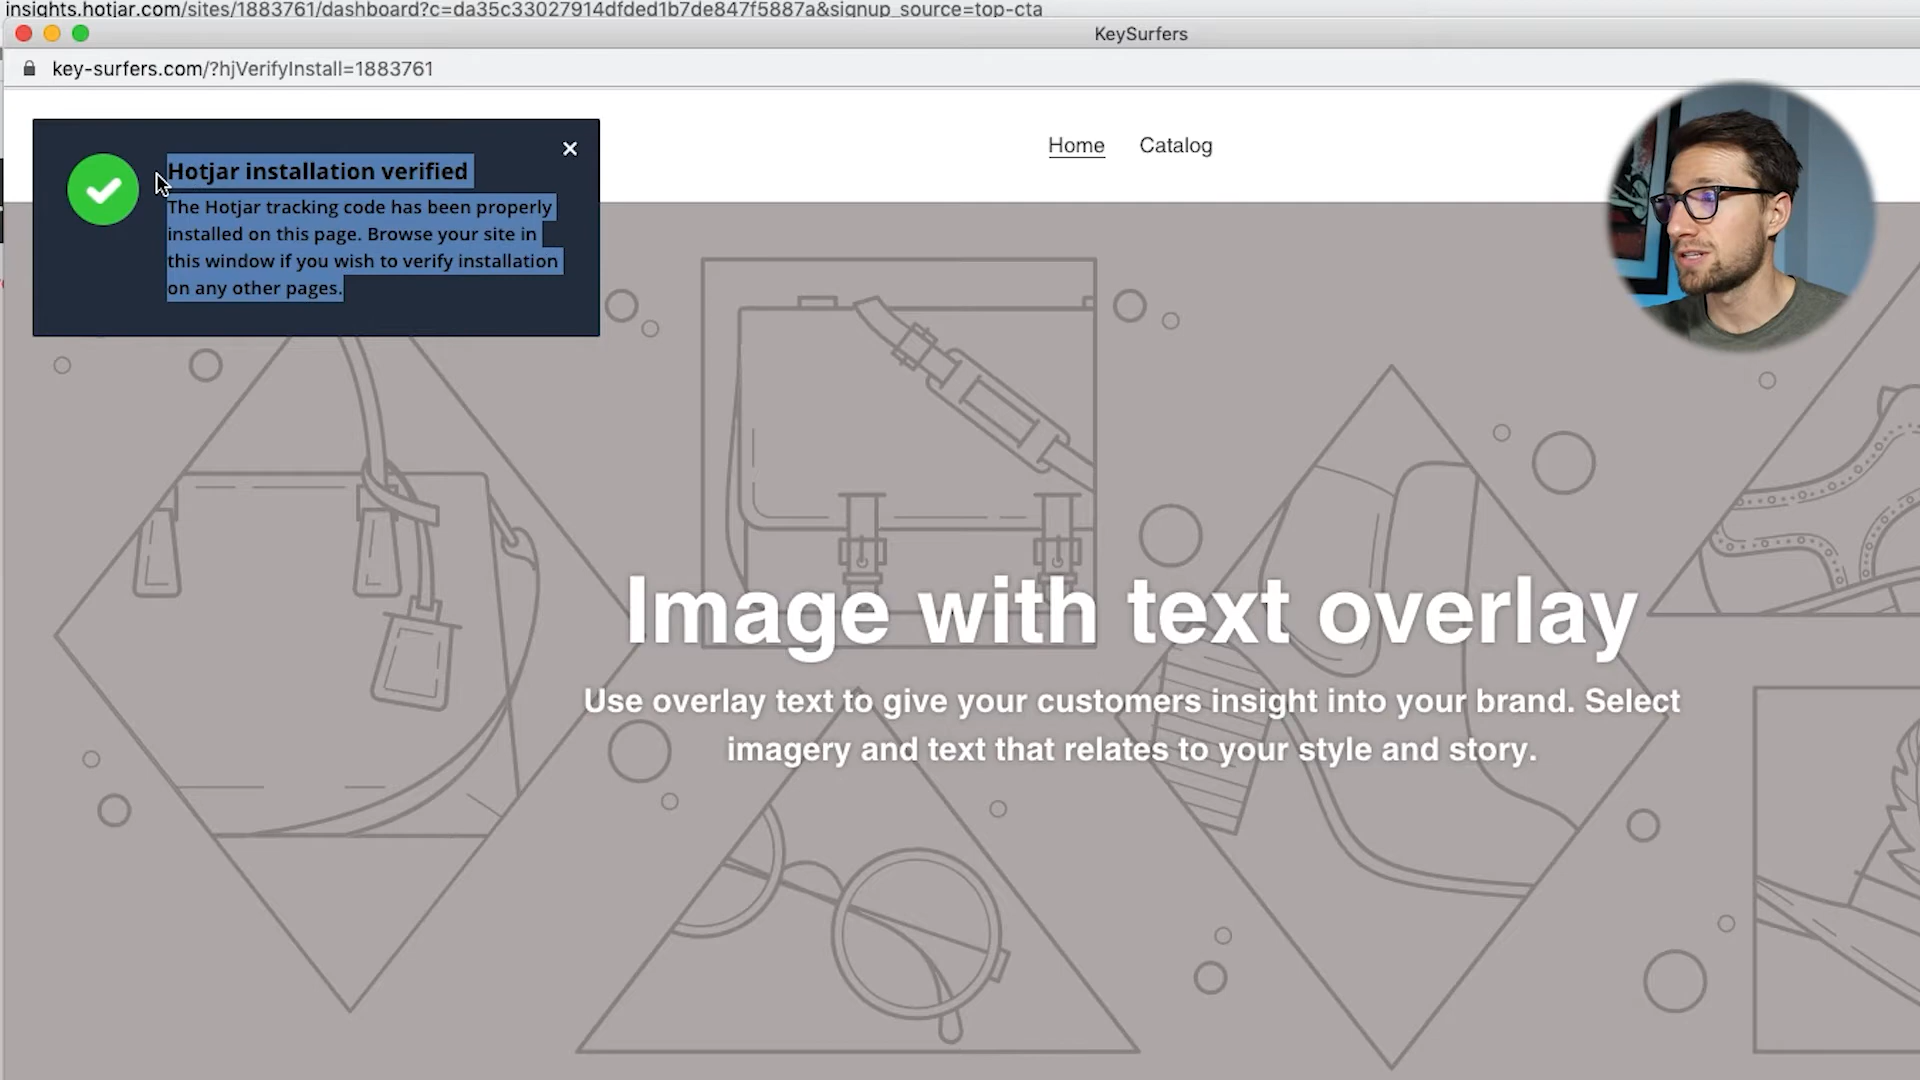 insights.hotjar.com/sites/1883761/dashboard?c=da35c33027914dfded1b7de847f5887a&signup_source=top-cta
KeySurfers
key-surfers.com/?hjVerifyInstall=1883761
Home Catalog
Hotjar installation verified
The Hotjar tracking code has been properly
installed on this page. Browse your site in
this window if you wish to verify installation
on any other pages.
Image with text overlay
Use overlay text to give your customers insight into your brand. Select
imagery and text that relates to your style and story.